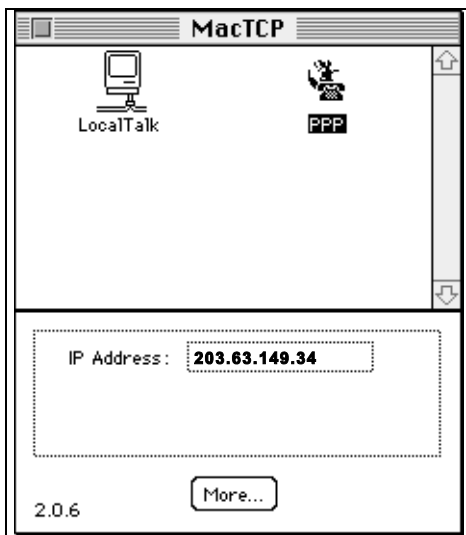 MacTCP
LocalTalk PPP
IP Address: 203.63.149.34
More...
2.0.6